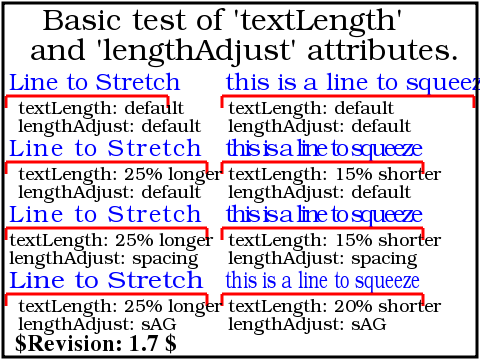 Basic test of 'textLength'
and 'lengthAdjust' attributes.
Line to Stretch
this is a line to squeez
textLength: default
lengthAdjust: default
textLength: default
lengthAdjust: default
Line to Stretch
this is a line to squeeze
textLength: 25% longer
lengthAdjust: default
textLength: 15% shorter
lengthAdjust: default
Line to Stretch
this is a line to squeeze
textLength: 25% longer
lengthAdjust: spacing
textLength: 15% shorter
lengthAdjust: spacing
Line to Stretch
this is a line to squeeze
textLength: 25% longer
lengthAdjust: sAG
textLength: 20% shorter
lengthAdjust: sAG
$Revision: 1.7 $